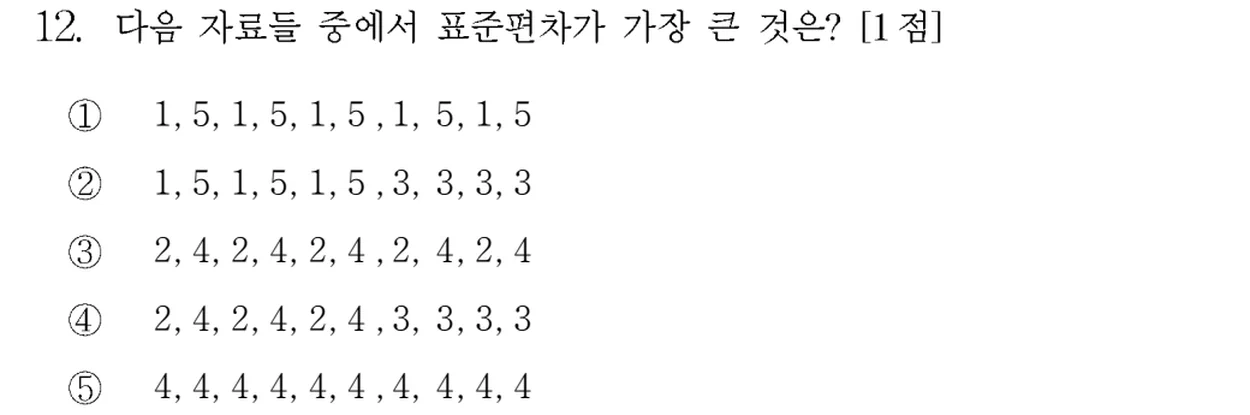 12. 다음 자료들 중에서 표준편차가 가장 큰 것은? [1점]
① 1, 5, 1, 5, 1, 5 , 1, 5, 1, 5
② 1, 5, 1, 5, 1, 5 , 3, 3, 3, 3
③ 2, 4, 2, 4, 2, 4 , 2, 4, 2, 4
④ 2, 4, 2, 4, 2, 4 , 3, 3, 3, 3
⑤ 4, 4, 4, 4, 4, 4 , 4, 4, 4, 4